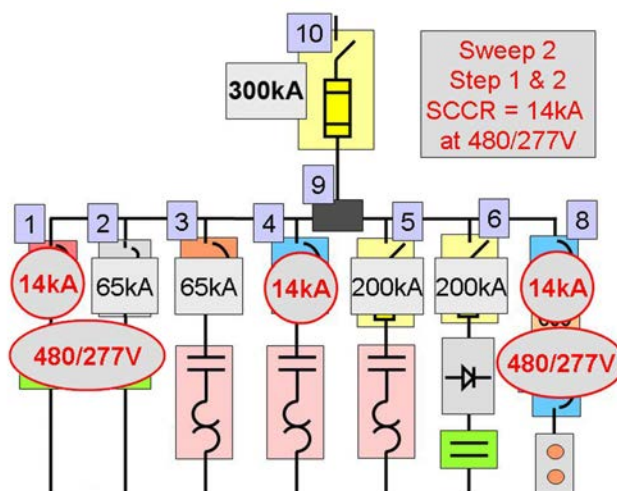 10
300kA
Sweep 2
Step 1 & 2
SCCR = 14kA
at 480/277V
9
1
2
3
4
5
6
8
14kA
65kA
65kA
14kA
200kA
200kA
14kA
480/277V
480/277V